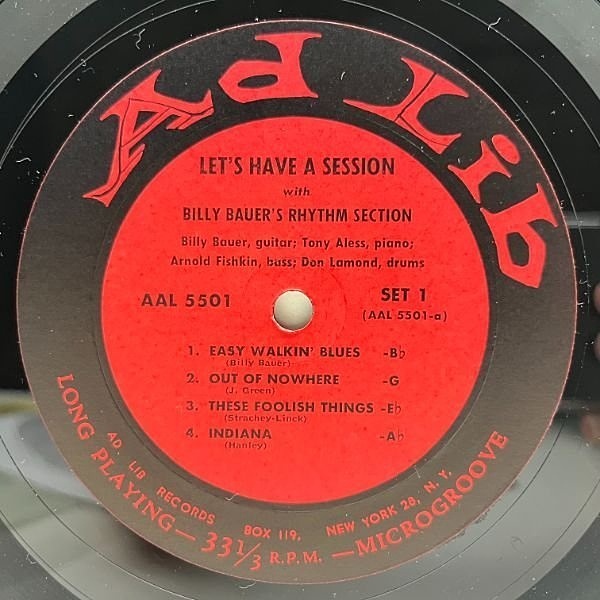 Ad Lib
LET'S HAVE A SESSION
with
BILLY BAUER'S RHYTHM SECTION
Billy Bauer, guitar; Tony Aless, piano;
Arnold Fishkin, bass; Don Lamond, drums
AAL 5501
SET 1
(AAL 5501-a)
1. EASY WALKIN' BLUES -B♭
(Billy Bauer)
2. OUT OF NOWHERE -G
(J. Green)
3. THESE FOOLISH THINGS -E♭
(Strachey-Linck)
4. INDIANA -A♭
(Hanley)
AD. LIB RECORDS BOX 119, NEW YORK 28, N. Y.
LONG PLAYING— 33 1/3 R.P.M. —MICROGROOVE